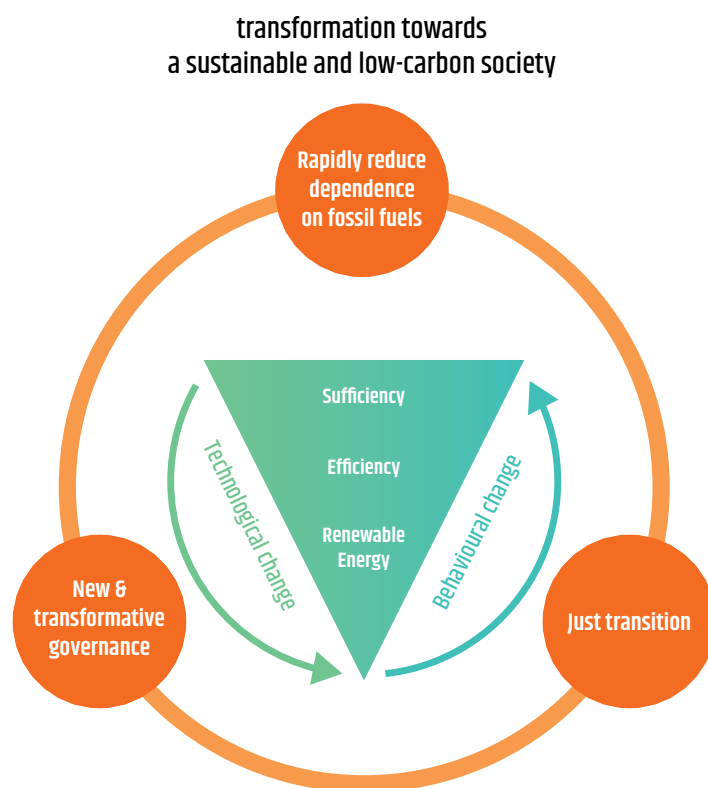 transformation towards
a sustainable and low-carbon society
Rapidly reduce
dependence
on fossil fuels
Sufficiency
Efficiency
Renewable
Energy
Technological change
Behavioural change
New &
transformative
governance
Just transition